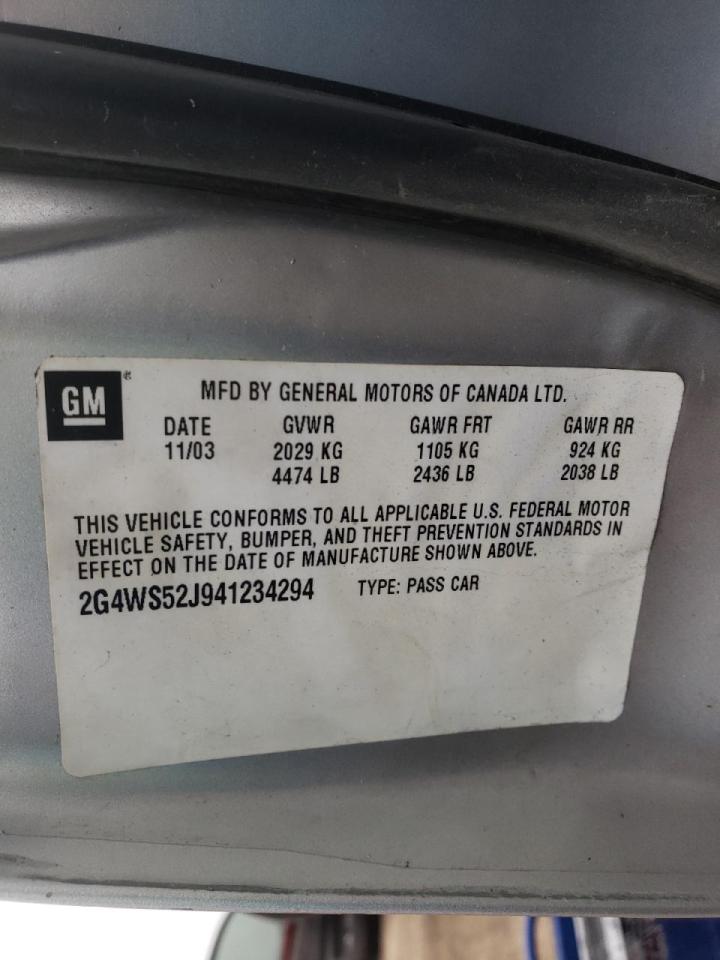 GM® MFD BY GENERAL MOTORS OF CANADA LTD.
DATE GVWR GAWR FRT GAWR RR
11/03 2029 KG 1105 KG 924 KG
4474 LB 2436 LB 2038 LB
THIS VEHICLE CONFORMS TO ALL APPLICABLE U.S. FEDERAL MOTOR
VEHICLE SAFETY, BUMPER, AND THEFT PREVENTION STANDARDS IN
EFFECT ON THE DATE OF MANUFACTURE SHOWN ABOVE.
2G4WS52J941234294 TYPE: PASS CAR